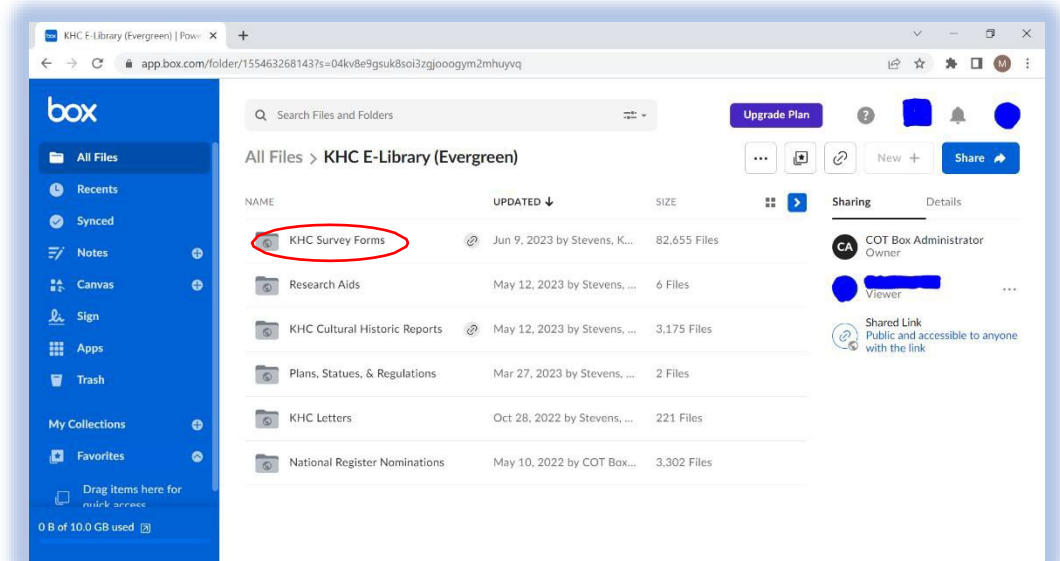 KHC E-Library (Evergreen) | Pow
app.box.com/folder/155463268143?s=04kv8e9gsuk8soi3zgjooogym2mhuyvq
M
box
Search Files and Folders
Upgrade Plan
All Files
Recents
Synced
Notes
Canvas
Sign
Apps
Trash
My Collections
Favorites
Drag items here for
quick access
0 B of 10.0 GB used
All Files > KHC E-Library (Evergreen)
New +
Share
NAME UPDATED SIZE
KHC Survey Forms Jun 9, 2023 by Stevens, K... 82,655 Files
Research Aids May 12, 2023 by Stevens, ... 6 Files
KHC Cultural Historic Reports May 12, 2023 by Stevens, ... 3,175 Files
Plans, Statues, & Regulations Mar 27, 2023 by Stevens, ... 2 Files
KHC Letters Oct 28, 2022 by Stevens, ... 221 Files
National Register Nominations May 10, 2022 by COT Box... 3,302 Files
Sharing Details
CA
COT Box Administrator
Owner
Viewer
Shared Link
Public and accessible to anyone
with the link